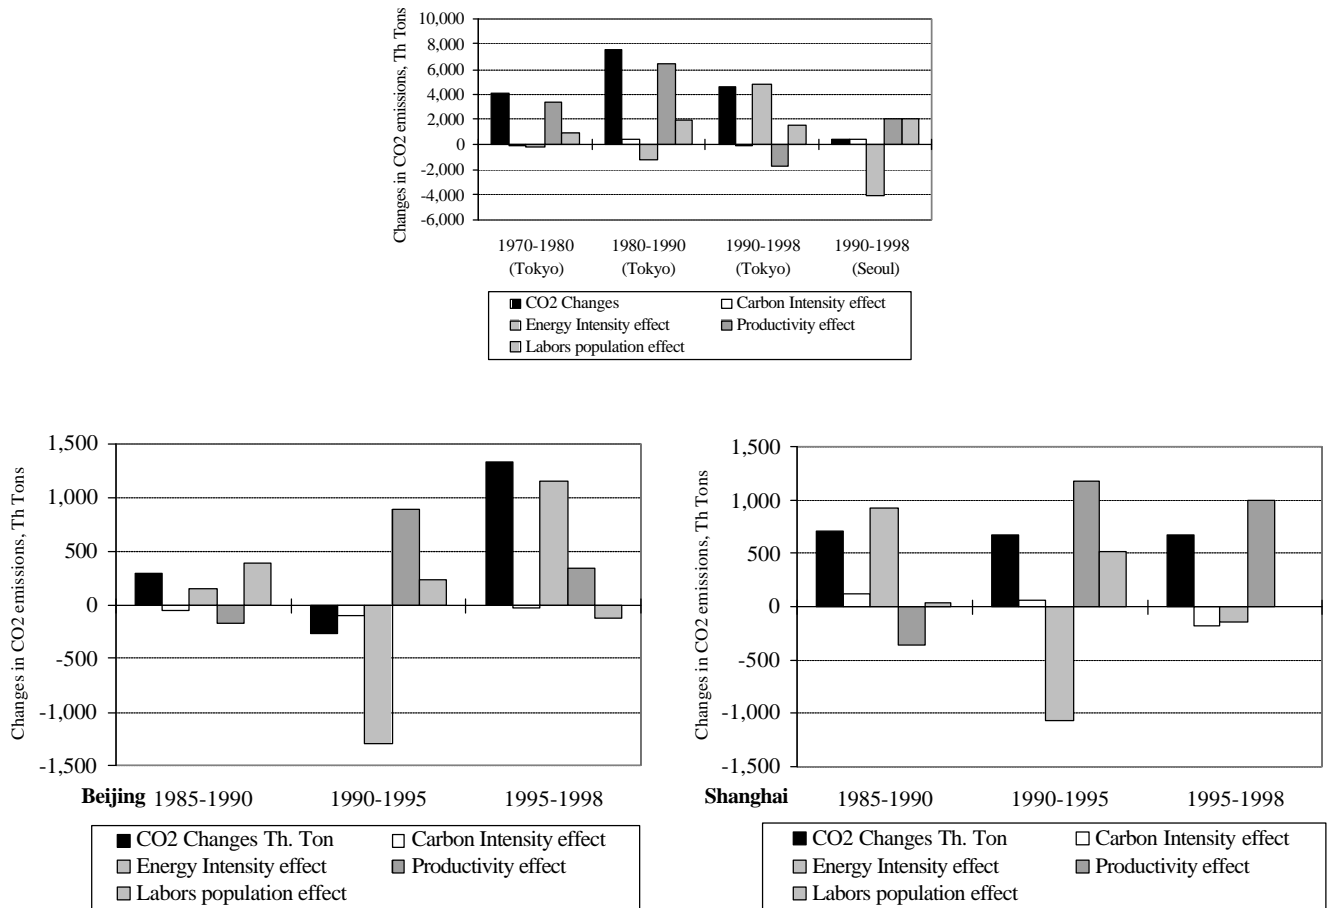 Changes in CO2 emissions, Th Tons
10,000
8,000
6,000
4,000
2,000
0
-2,000
-4,000
-6,000
1970-1980 1980-1990 1990-1998 1990-1998
(Tokyo) (Tokyo) (Tokyo) (Seoul)
CO2 Changes Carbon Intensity effect
Energy Intensity effect Productivity effect
Labors population effect
Changes in CO2 emissions, Th Tons
1,500
1,000
500
0
-500
-1,000
-1,500
Beijing 1985-1990 1990-1995 1995-1998
CO2 Changes Th. Ton Carbon Intensity effect
Energy Intensity effect Productivity effect
Labors population effect
Changes in CO2 emissions, Th Tons
1,500
1,000
500
0
-500
-1,000
-1,500
Shanghai 1985-1990 1990-1995 1995-1998
CO2 Changes Th. Ton Carbon Intensity effect
Energy Intensity effect Productivity effect
Labors population effect